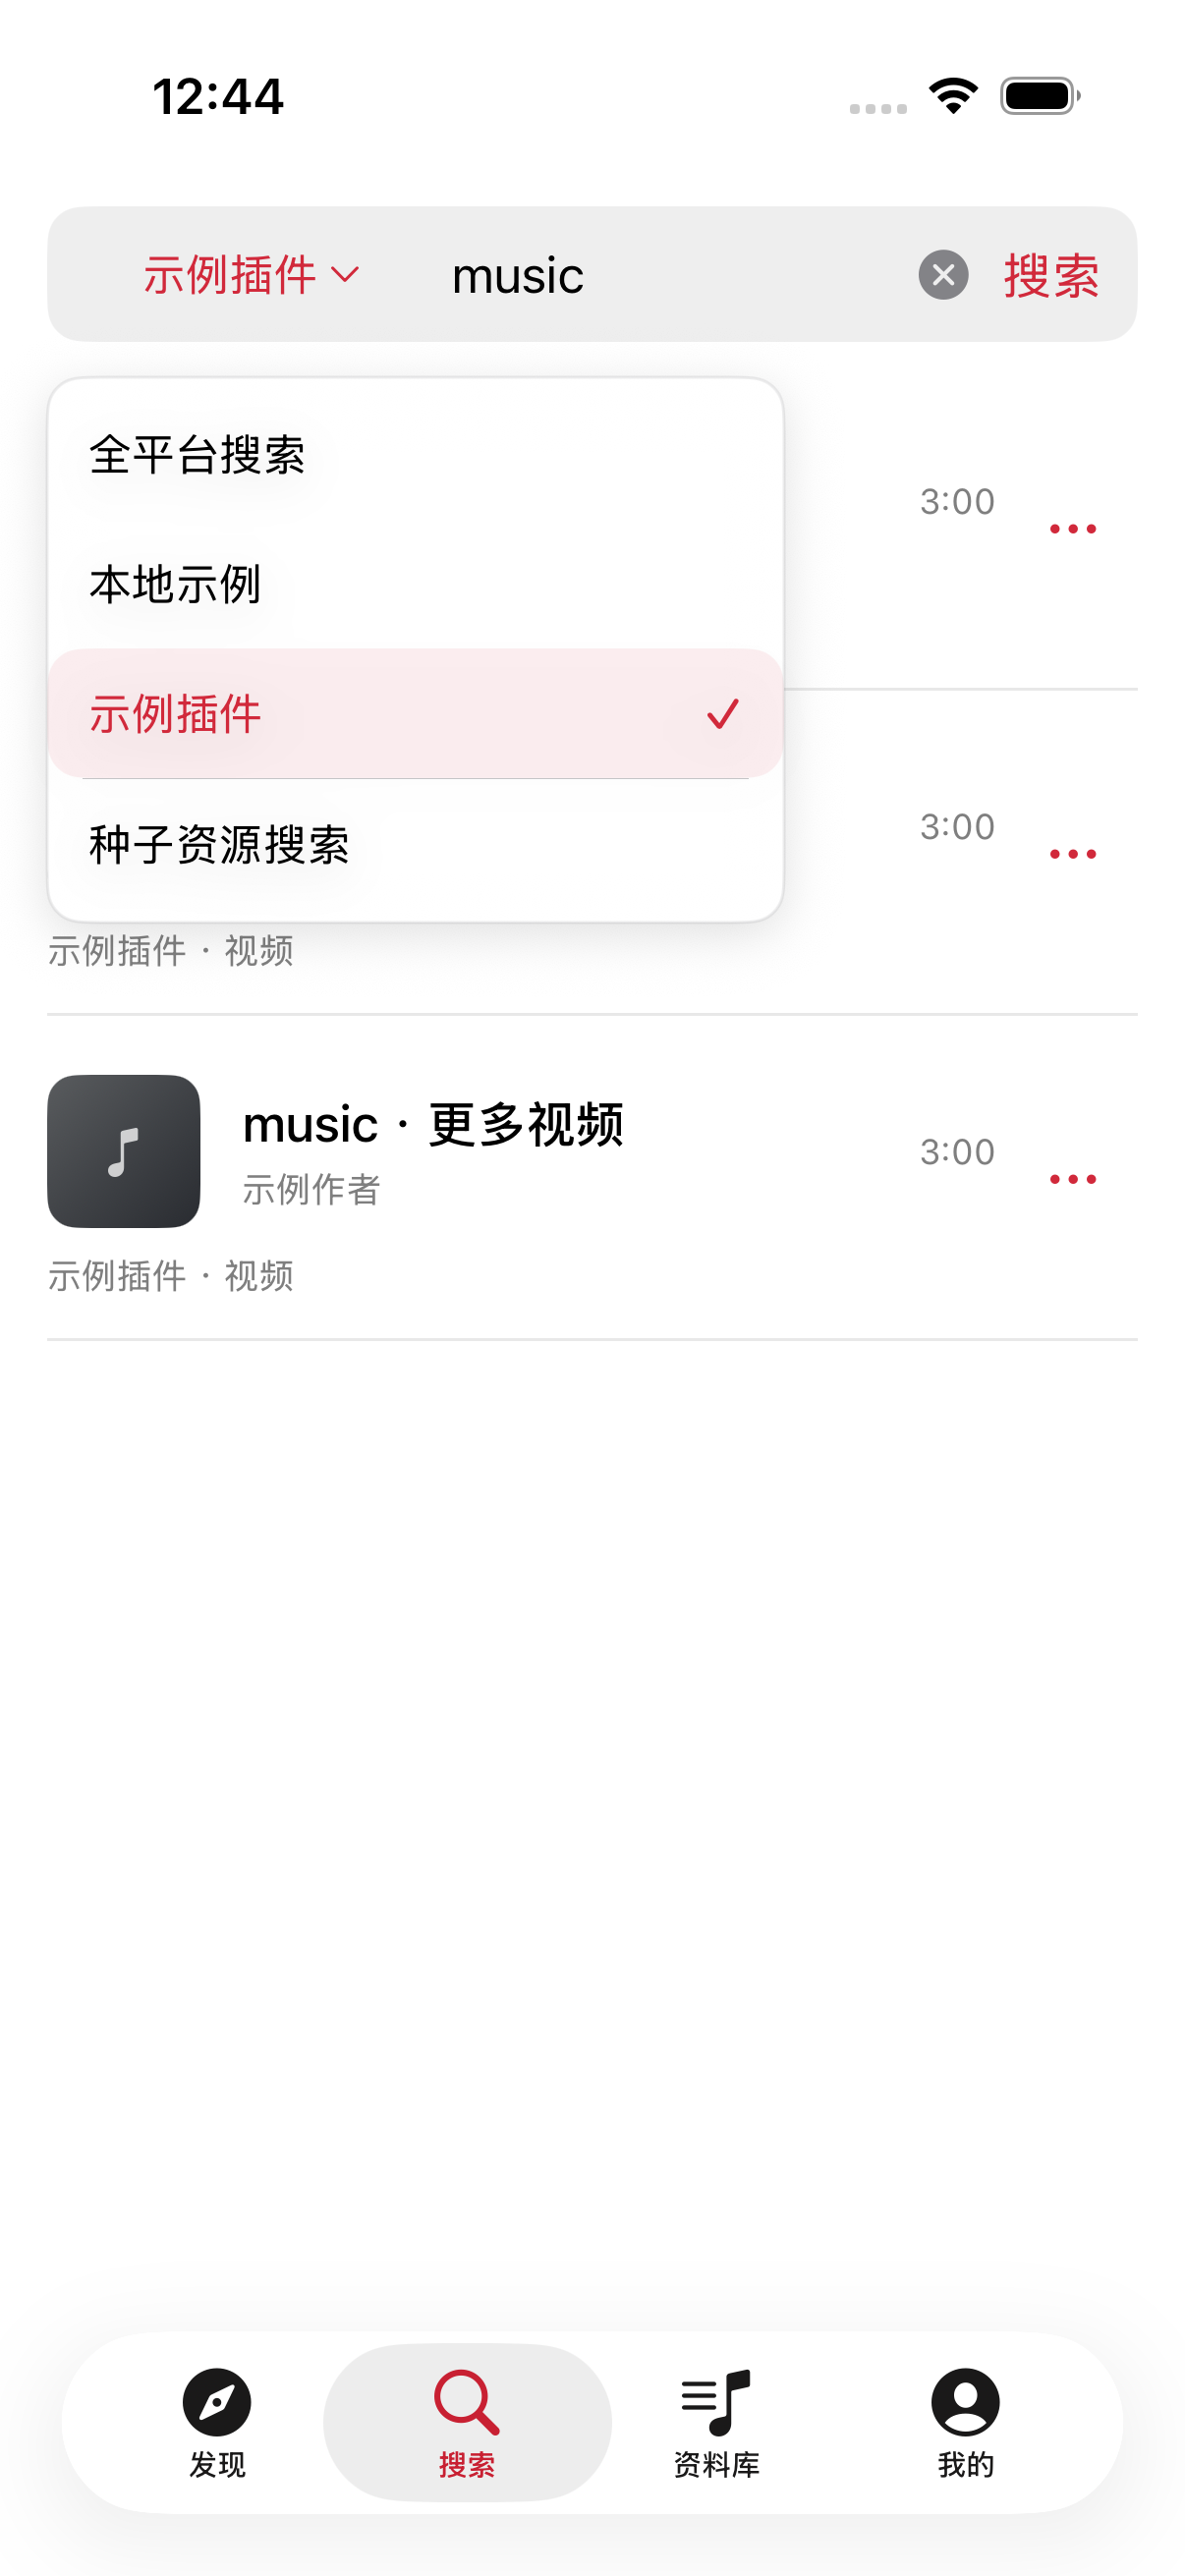 12:44
示例插件 music 搜索
全平台搜索
3:00
本地示例
示例插件
3:00
种子资源搜索
示例插件 · 视频
music · 更多视频
3:00
示例作者
示例插件 · 视频
发现 搜索 资料库 我的